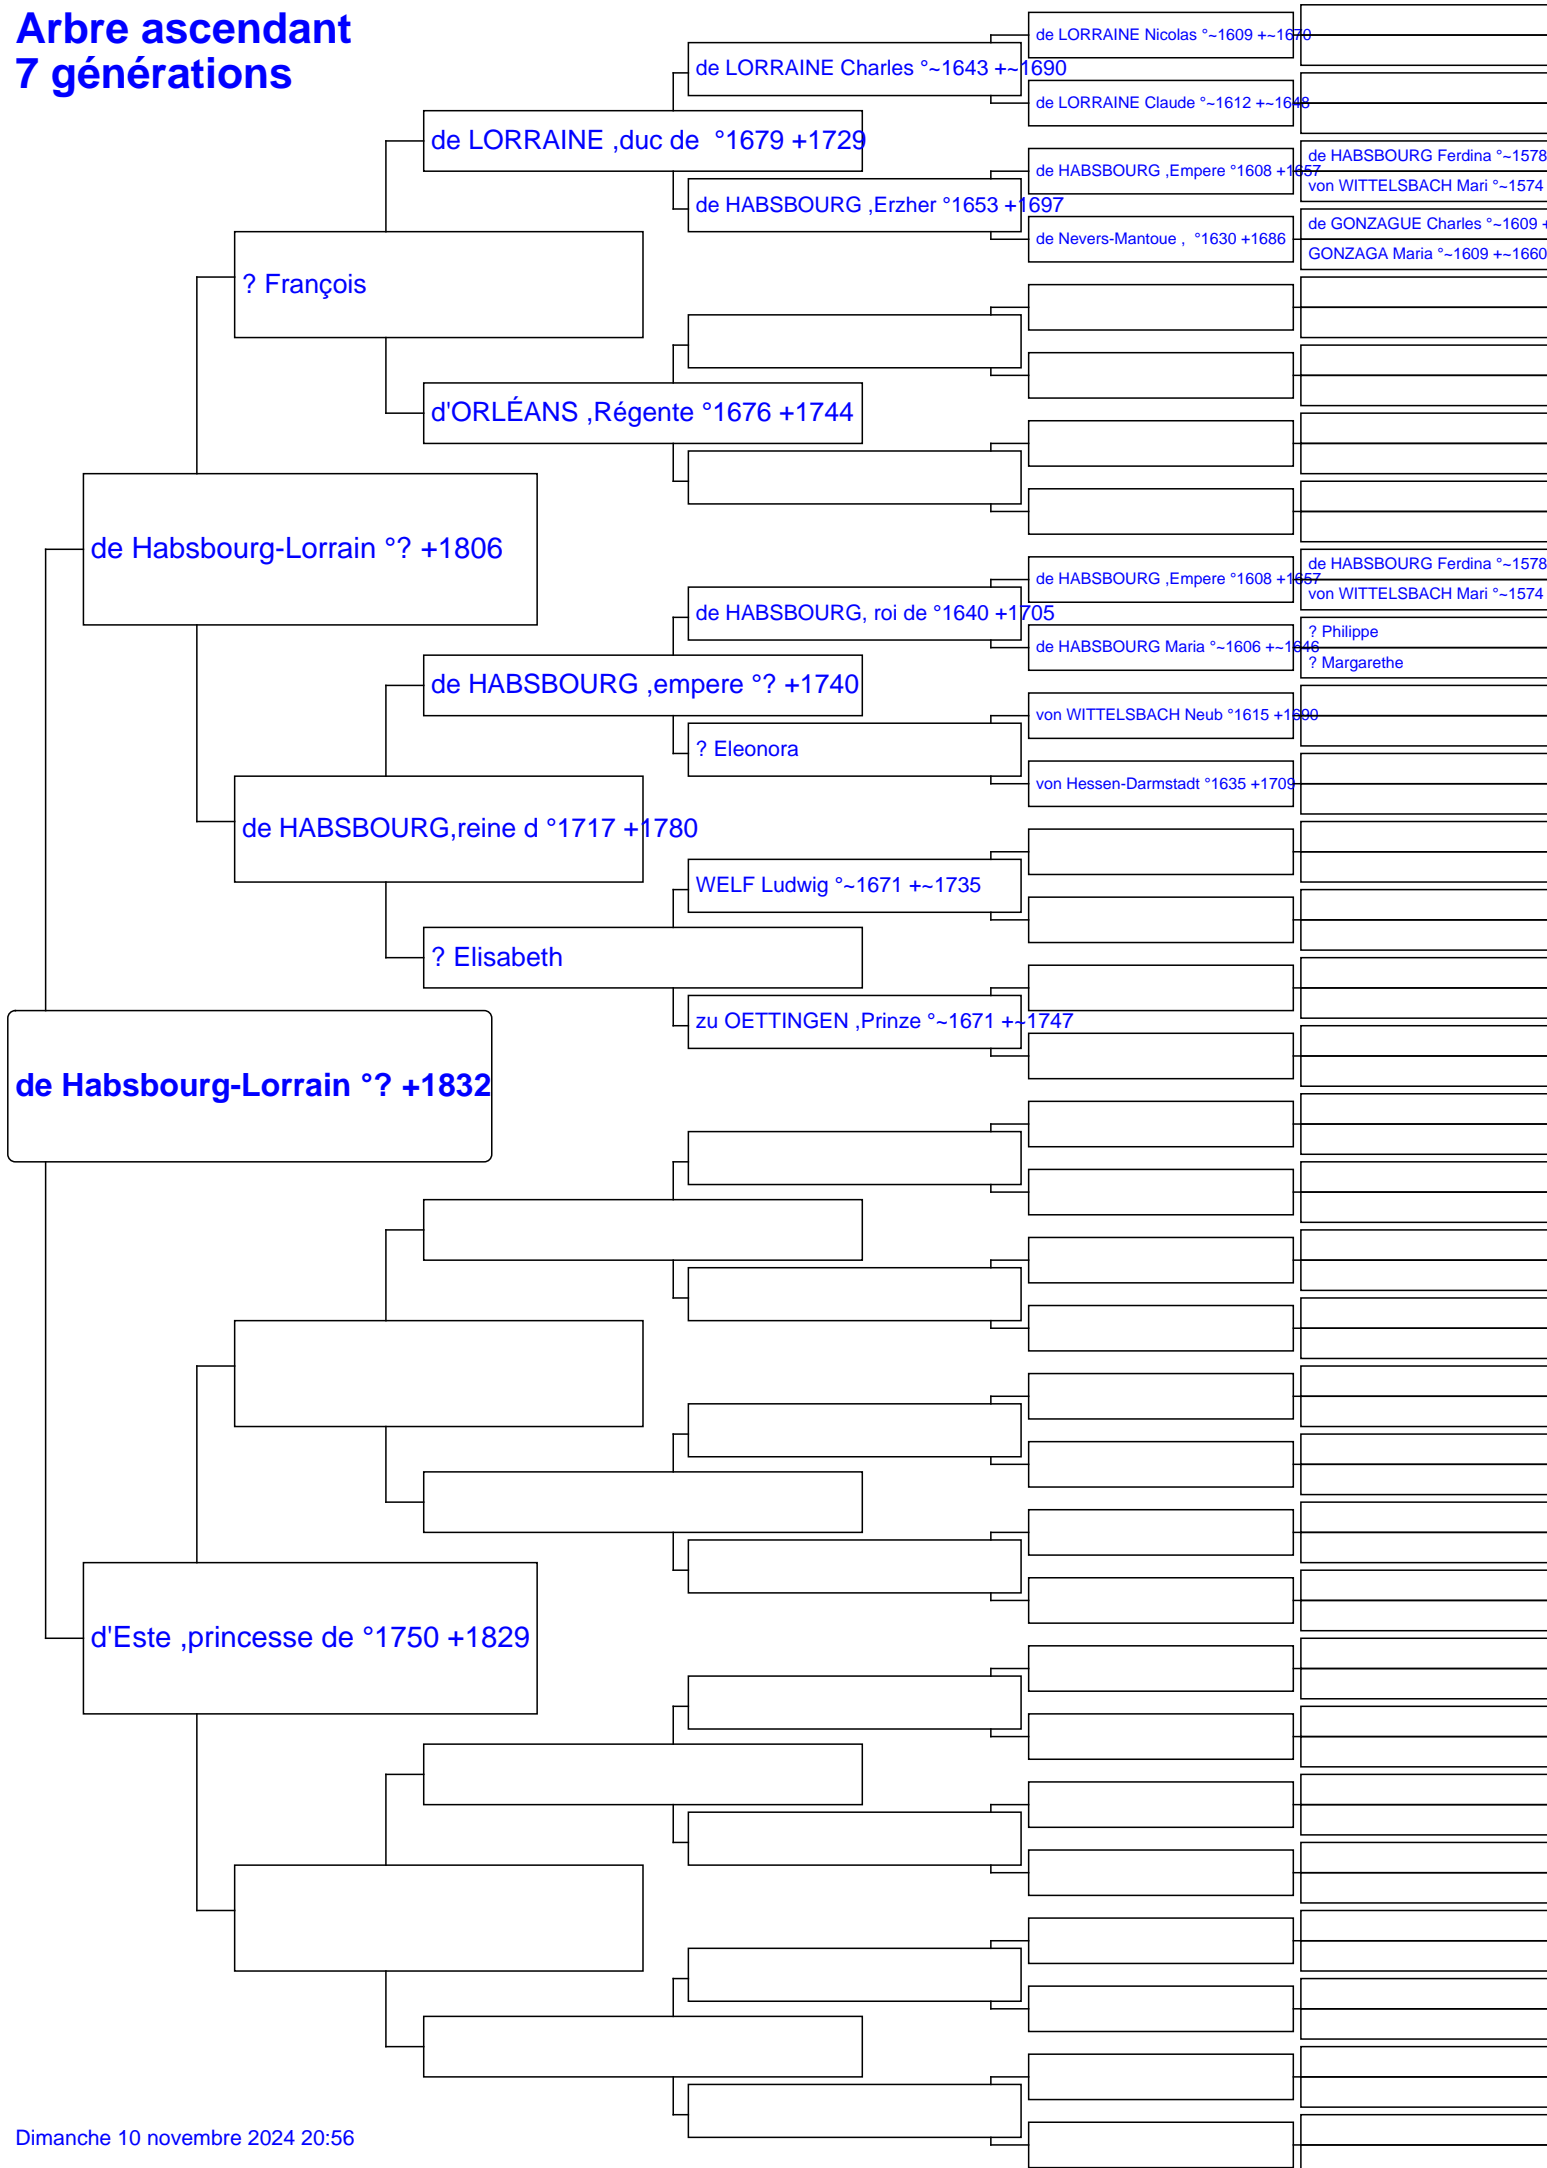 Arbre ascendant
7 générations
de LORRAINE Nicolas °~1609 +~1670
de LORRAINE Charles °~1643 +~1690
de LORRAINE Claude °~1612 +~1648
de LORRAINE ,duc de  °1679 +1729
de HABSBOURG Ferdina °~1578
de HABSBOURG ,Empere °1608 +1657
von WITTELSBACH Mari °~1574
de HABSBOURG ,Erzher °1653 +1697
de GONZAGUE Charles °~1609 +
de Nevers-Mantoue ,  °1630 +1686
GONZAGA Maria °~1609 +~1660
? François
d'ORLÉANS ,Régente °1676 +1744
de Habsbourg-Lorrain °? +1806
de HABSBOURG Ferdina °~1578
de HABSBOURG ,Empere °1608 +1657
von WITTELSBACH Mari °~1574
de HABSBOURG, roi de °1640 +1705
? Philippe
de HABSBOURG Maria °~1606 +~1646
? Margarethe
de HABSBOURG ,empere °? +1740
von WITTELSBACH Neub °1615 +1690
? Eleonora
von Hessen-Darmstadt °1635 +1709
de HABSBOURG,reine d °1717 +1780
WELF Ludwig °~1671 +~1735
? Elisabeth
zu OETTINGEN ,Prinze °~1671 +~1747
de Habsbourg-Lorrain °? +1832
d'Este ,princesse de °1750 +1829
Dimanche 10 novembre 2024 20:56